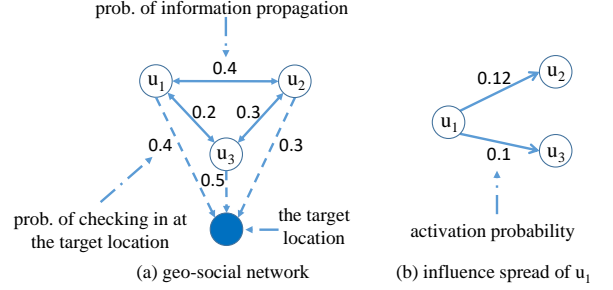 prob. of information propagation
0.4
u1
u2
0.2
0.3
0.12
u2
u1
0.4
u3
0.3
0.1
u3
0.5
prob. of checking in at
the target location
the target
location
activation probability
(a) geo-social network
(b) influence spread of u1